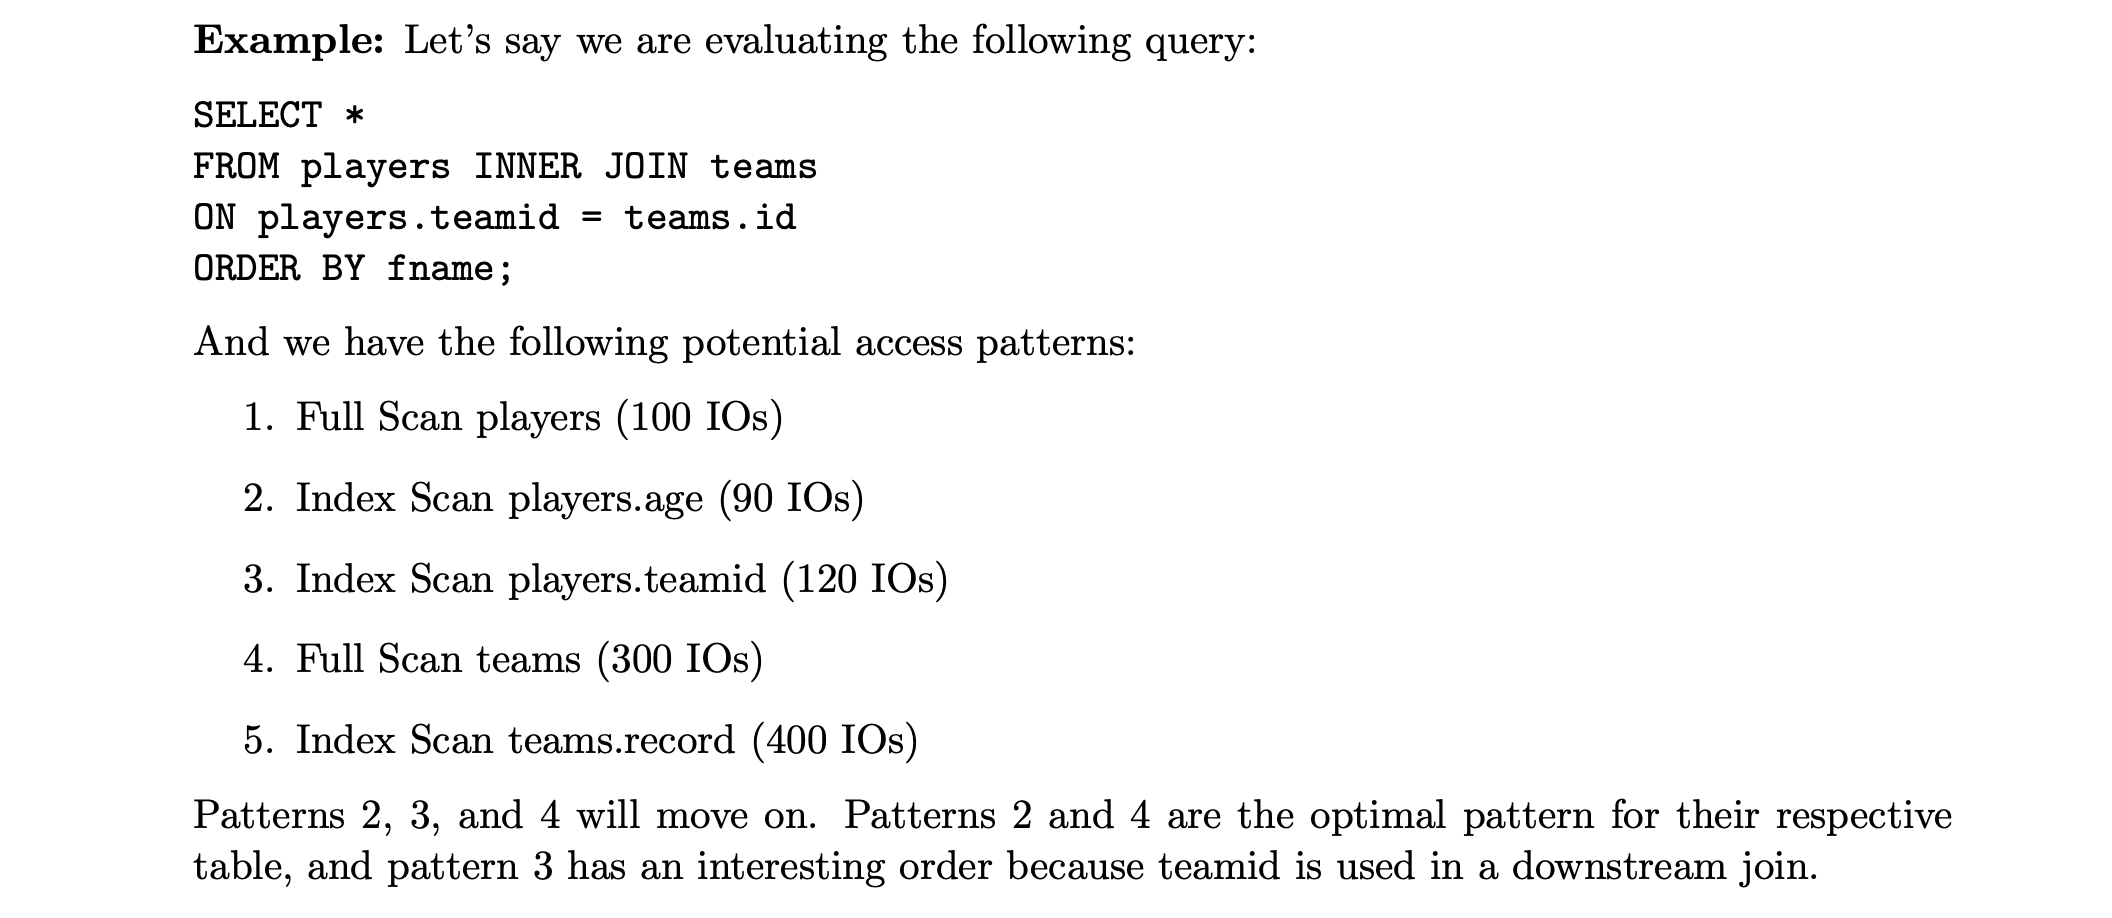 Example: Let's say we are evaluating the following query:
SELECT *
FROM players INNER JOIN teams
ON players.teamid = teams.id
ORDER BY fname;
And we have the following potential access patterns:
1. Full Scan players (100 IOs)
2. Index Scan players.age (90 IOs)
3. Index Scan players.teamid (120 IOs)
4. Full Scan teams (300 IOs)
5. Index Scan teams.record (400 IOs)
Patterns 2, 3, and 4 will move on. Patterns 2 and 4 are the optimal pattern for their respective
table, and pattern 3 has an interesting order because teamid is used in a downstream join.